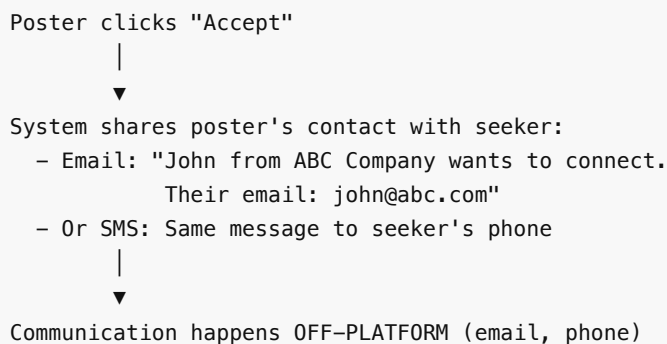 Poster clicks "Accept"
│
▼
System shares poster's contact with seeker:
- Email: "John from ABC Company wants to connect.
Their email: john@abc.com"
- Or SMS: Same message to seeker's phone
│
▼
Communication happens OFF-PLATFORM (email, phone)